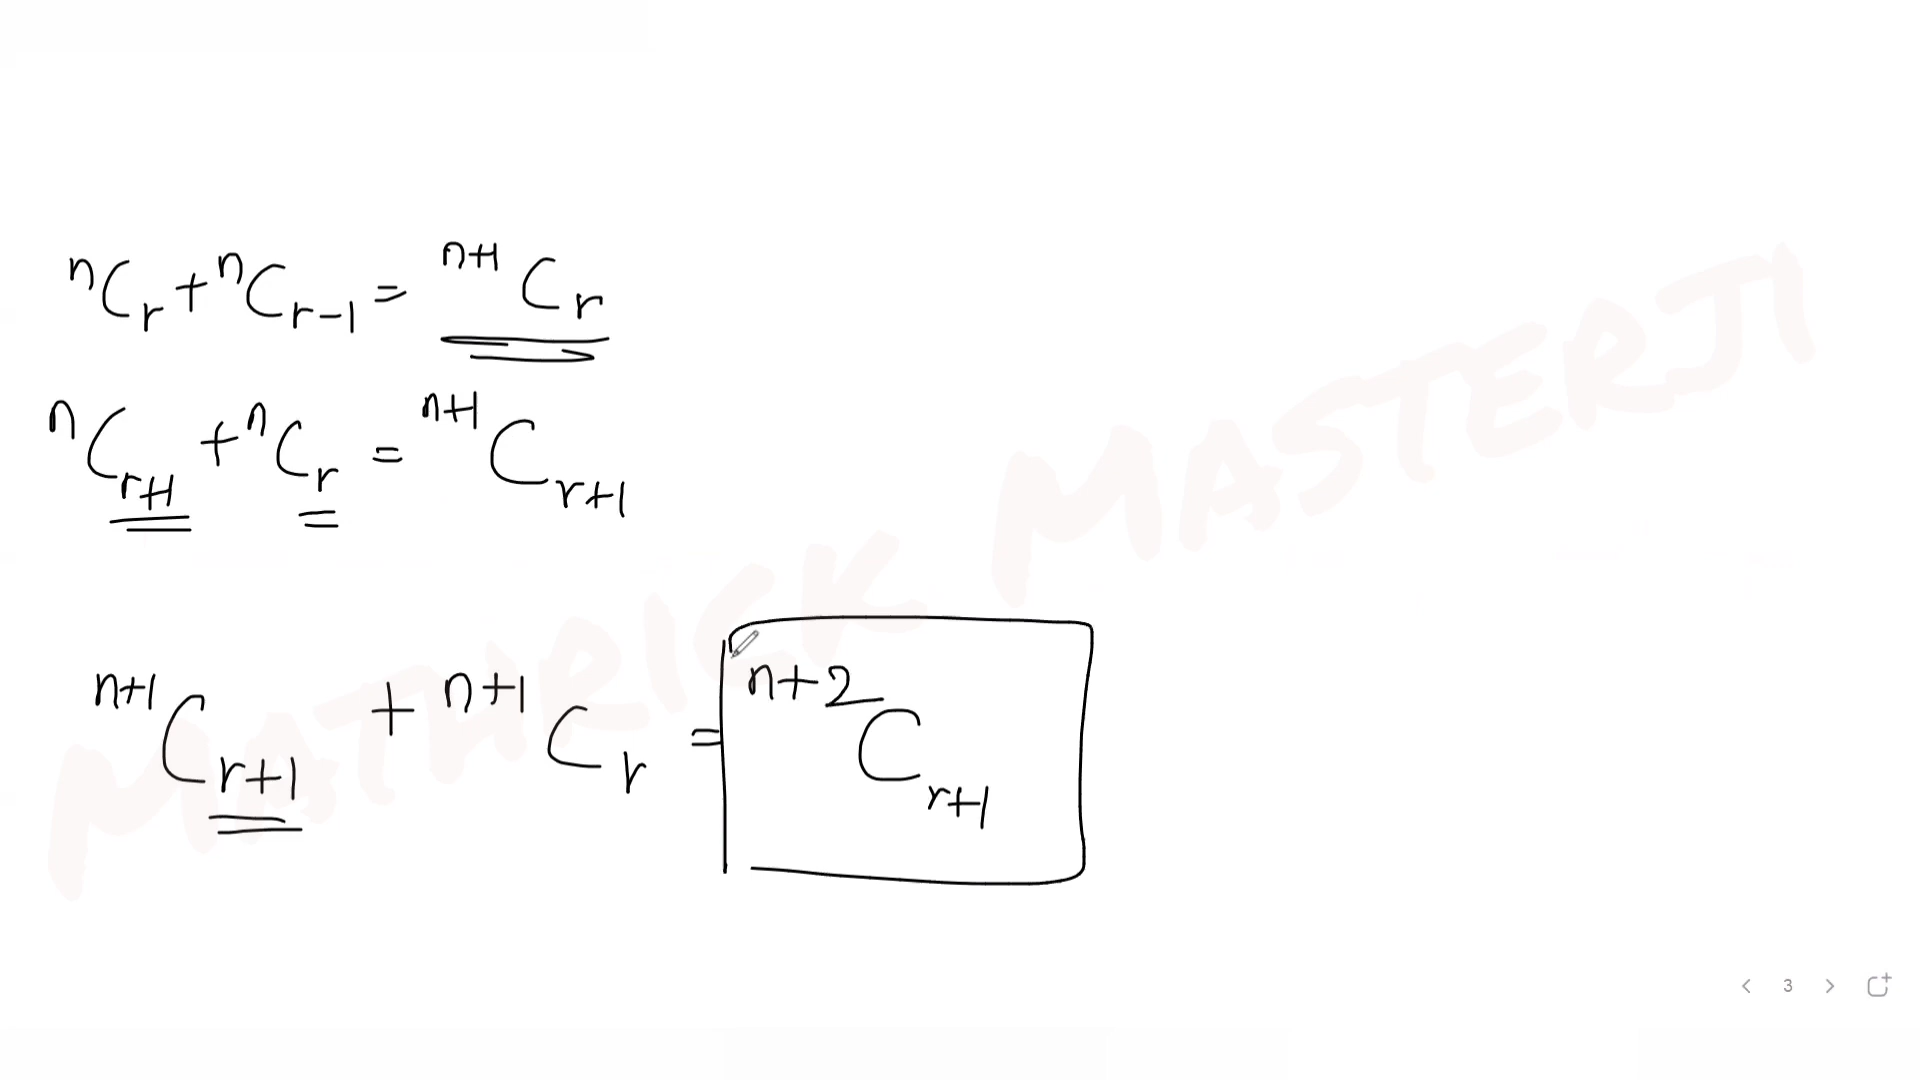 ⁿCᵣ + ⁿCᵣ₋₁ = ⁿ⁺¹Cᵣ
ⁿCᵣ₊₁ + ⁿCᵣ = ⁿ⁺¹Cᵣ₊₁
ⁿ⁺¹Cᵣ₊₁ + ⁿ⁺¹Cᵣ = ⁿ⁺²Cᵣ₊₁
MATHRICK MASTERJI
< 3 >